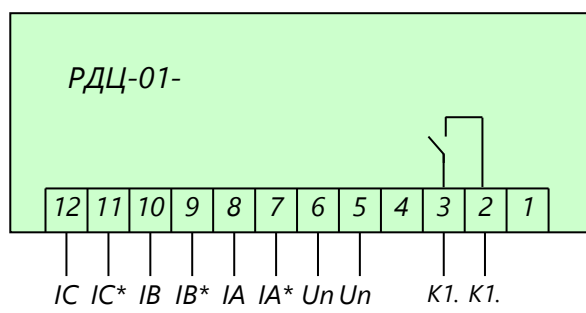 РДЦ-01-
12 11 10 9 8 7 6 5 4 3 2 1
IC IC* IB IB* IA IA* Un Un K1. K1.